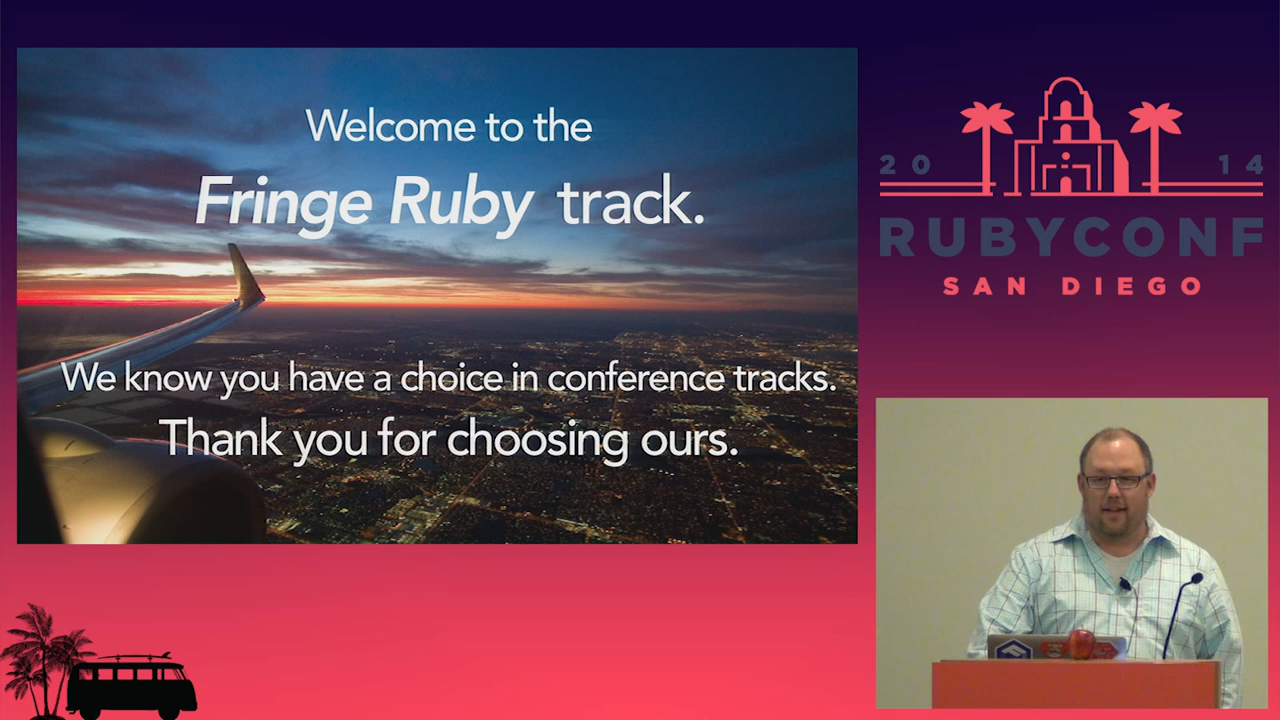 Welcome to the
Fringe Ruby track.
We know you have a choice in conference tracks.
Thank you for choosing ours.
20 14
RUBYCONF
SAN DIEGO